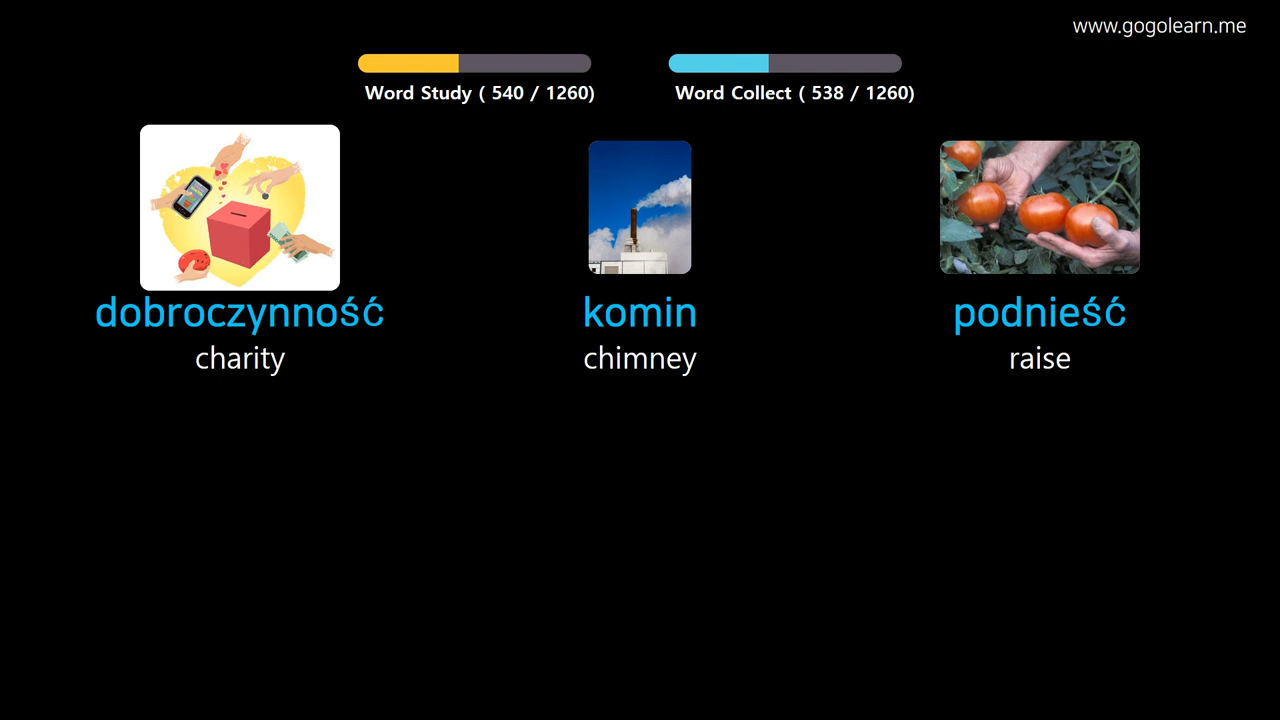 www.gogolearn.me
Word Study ( 540 / 1260)
Word Collect ( 538 / 1260)
dobroczynność
charity
komin
chimney
podnieść
raise